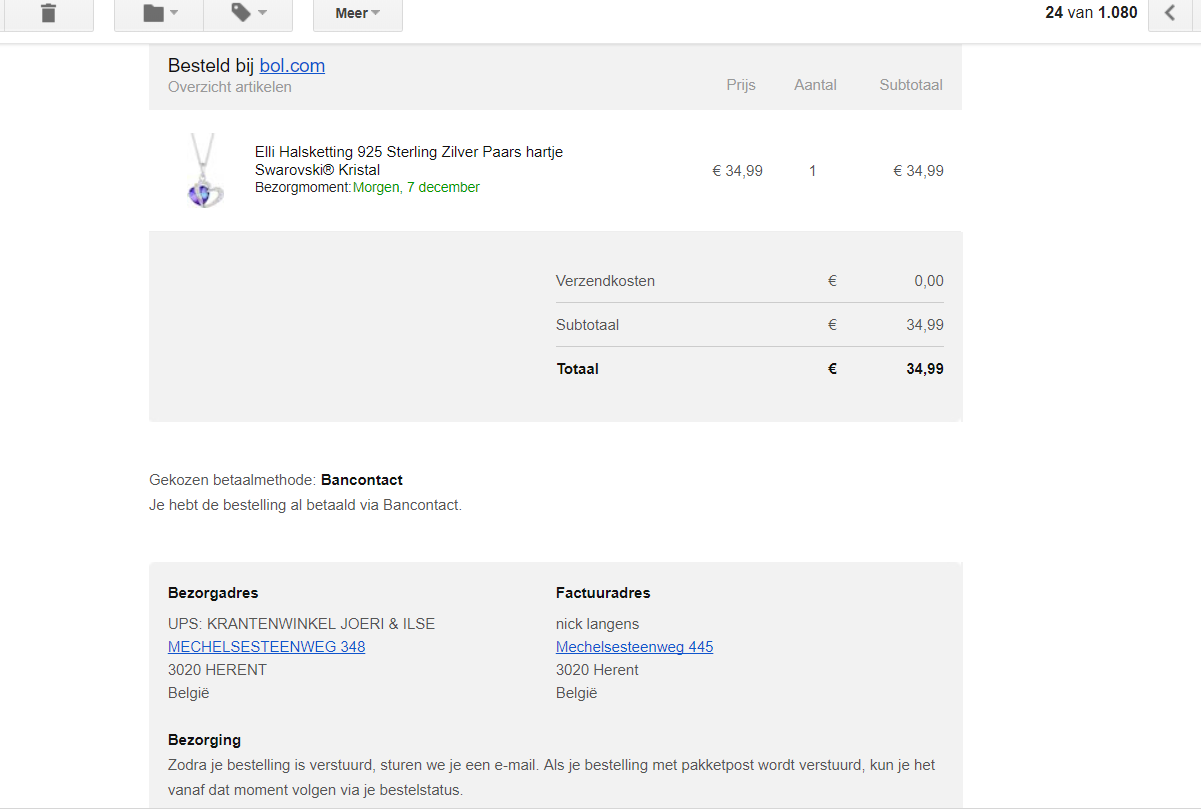 Meer
24 van 1.080
Besteld bij bol.com
Overzicht artikelen
Prijs Aantal Subtotaal
Elli Halsketting 925 Sterling Zilver Paars hartje
Swarovski® Kristal
€ 34,99 1 € 34,99
Bezorgmoment:Morgen, 7 december
Verzendkosten € 0,00
Subtotaal € 34,99
Totaal € 34,99
Gekozen betaalmethode: Bancontact
Je hebt de bestelling al betaald via Bancontact.
Bezorgadres
UPS: KRANTENWINKEL JOERI & ILSE
MECHELSESTEENWEG 348
3020 HERENT
België
Factuuradres
nick langens
Mechelsesteenweg 445
3020 Herent
België
Bezorging
Zodra je bestelling is verstuurd, sturen we je een e-mail. Als je bestelling met pakketpost wordt verstuurd, kun je het
vanaf dat moment volgen via je bestelstatus.